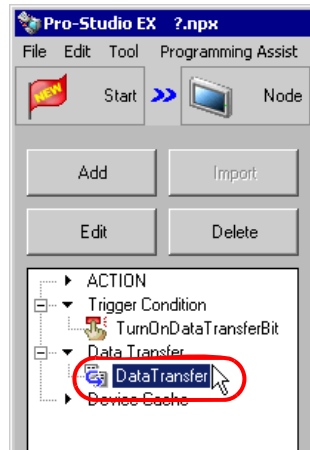 Pro-Studio EX ?.npx
File Edit Tool Programming Assist
NEW Start Node
Add Import
Edit Delete
ACTION
Trigger Condition
TurnOnDataTransferBit
Data Transfer
DataTransfer
Device Cache